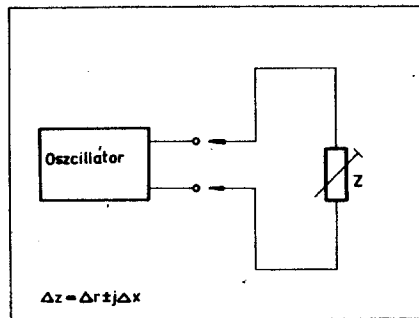 Oszcillátor
Z
Δz = Δr ± jΔx